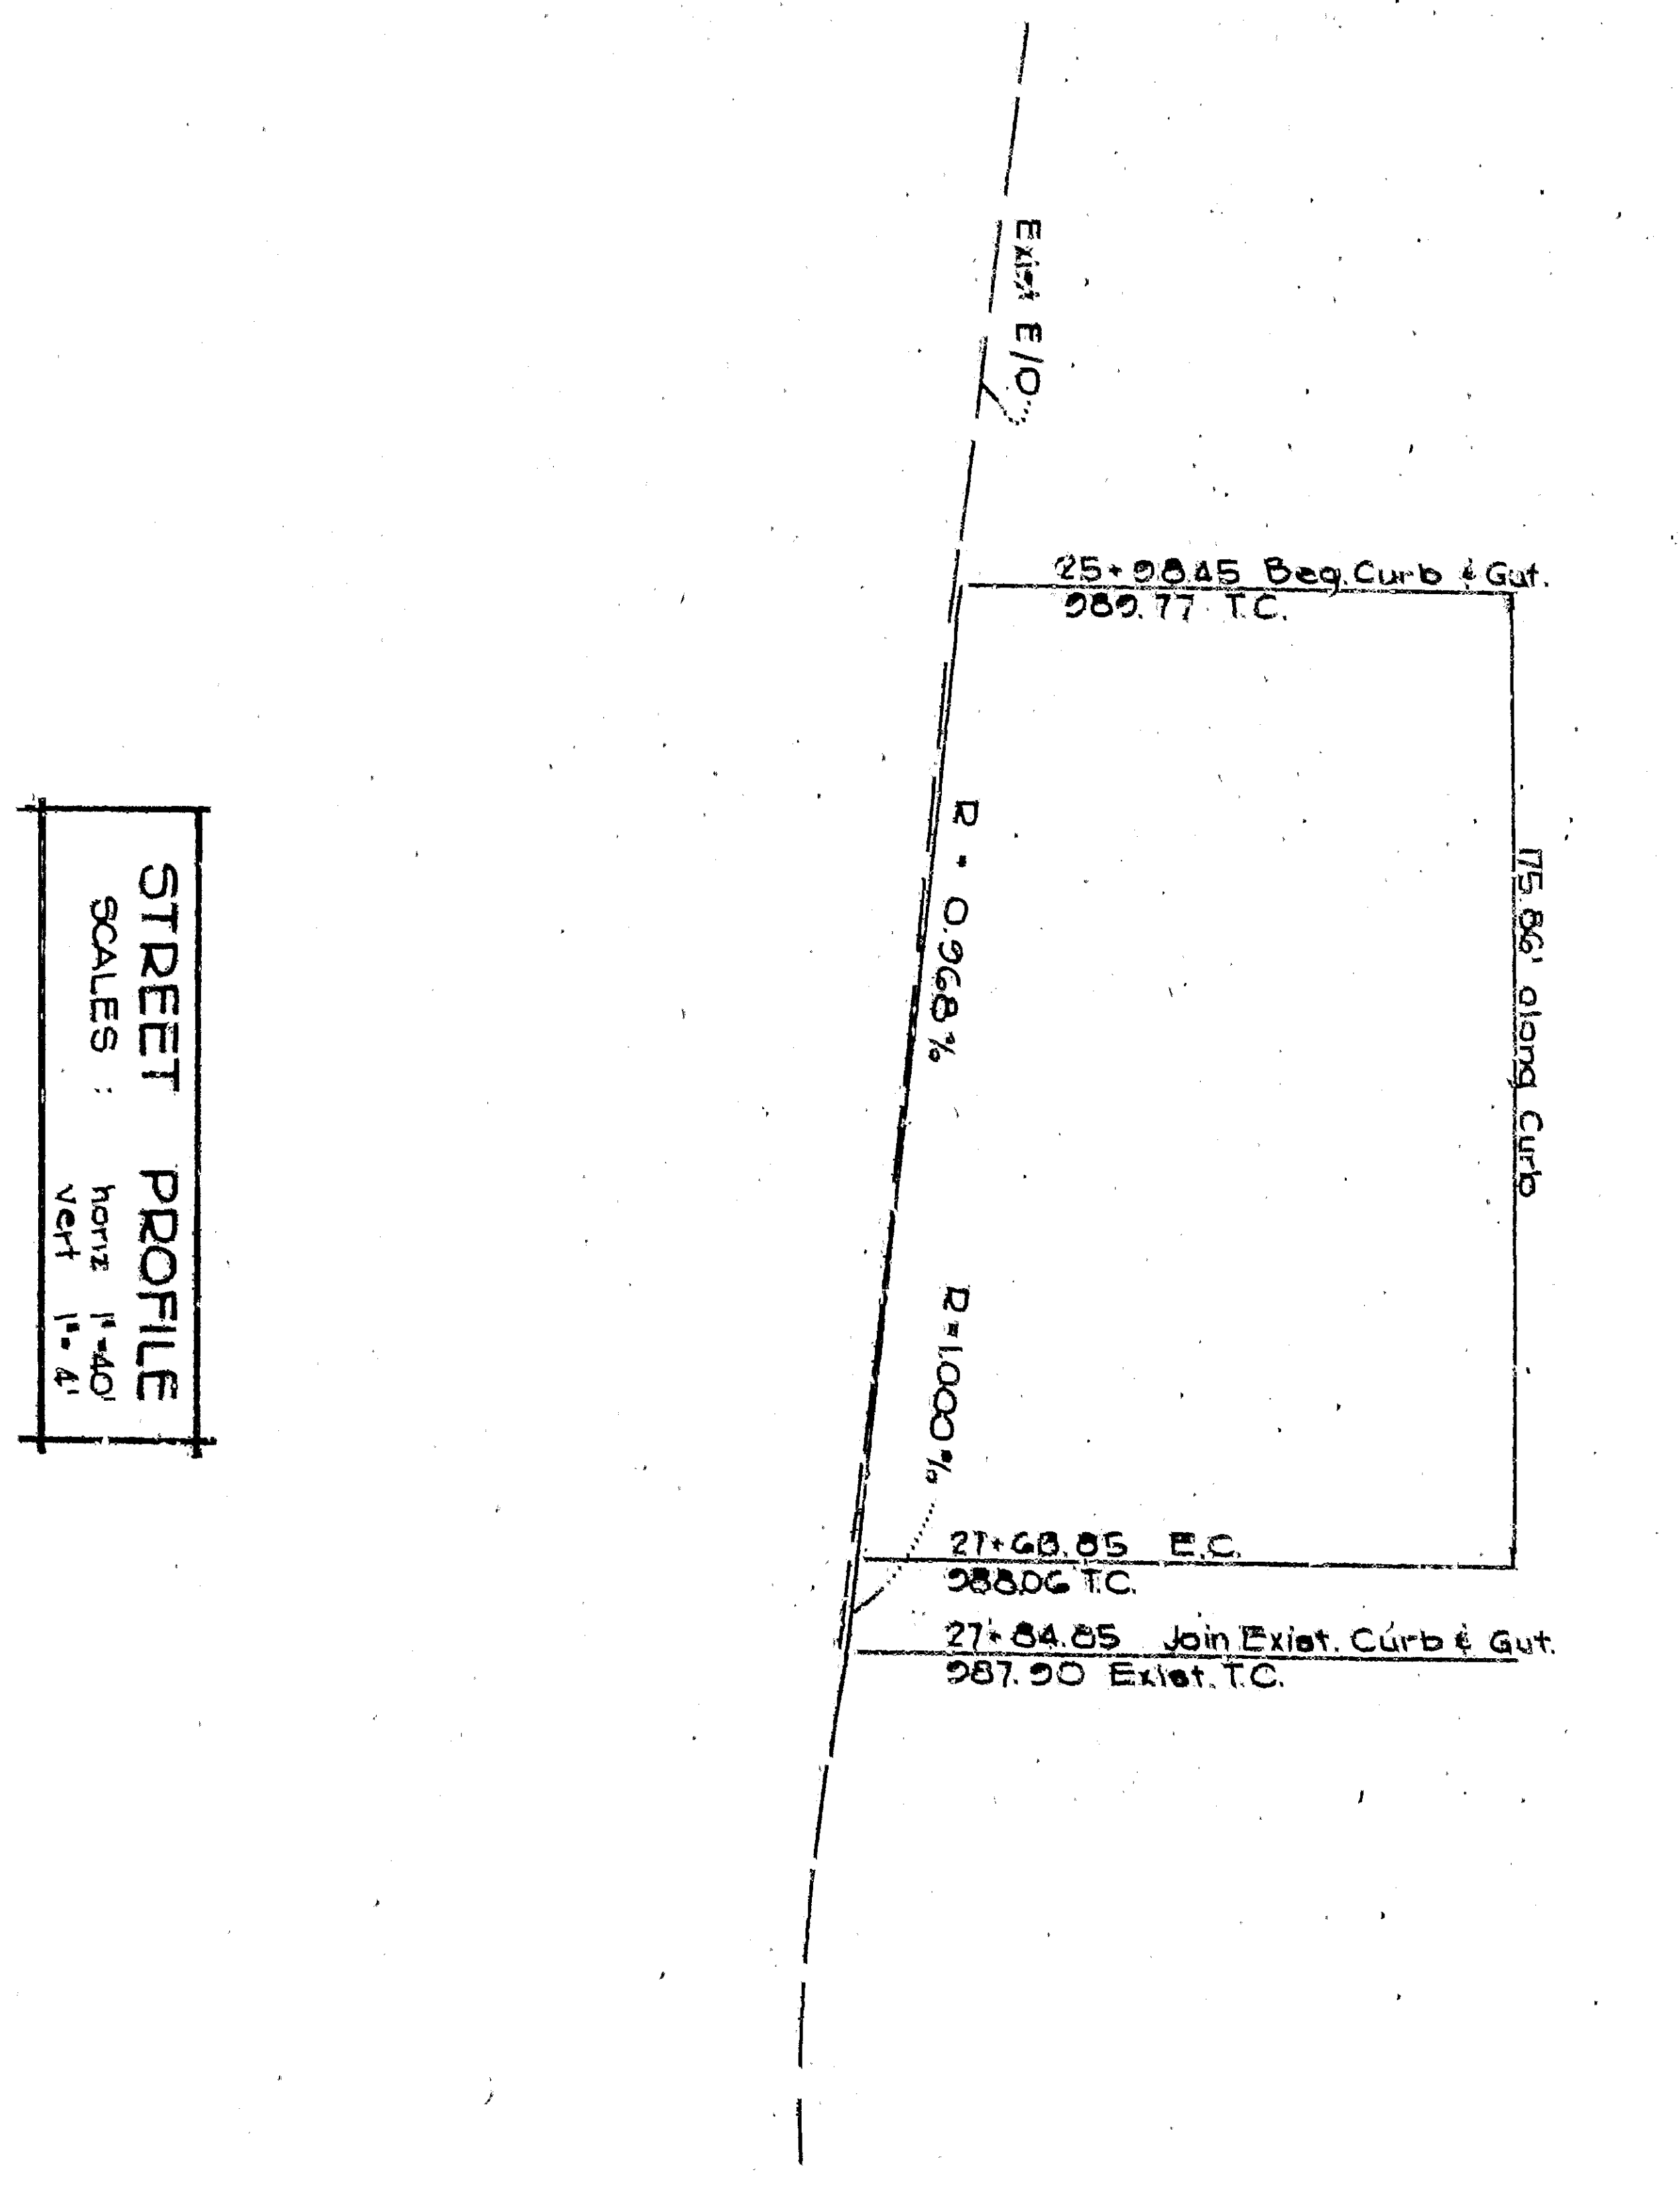 Exist E/O
25+98.45 Beg. Curb & Gut.
989.77 T.C.
175.86' along Curb
R = 0.968%
R=1.000%
27+68.85 E.C.
988.06 T.C.
27+84.85 Join Exist. Curb & Gut.
987.90 Exist. T.C.
STREET PROFILE
SCALES : horiz 1"=40'
vert 1"= 4'